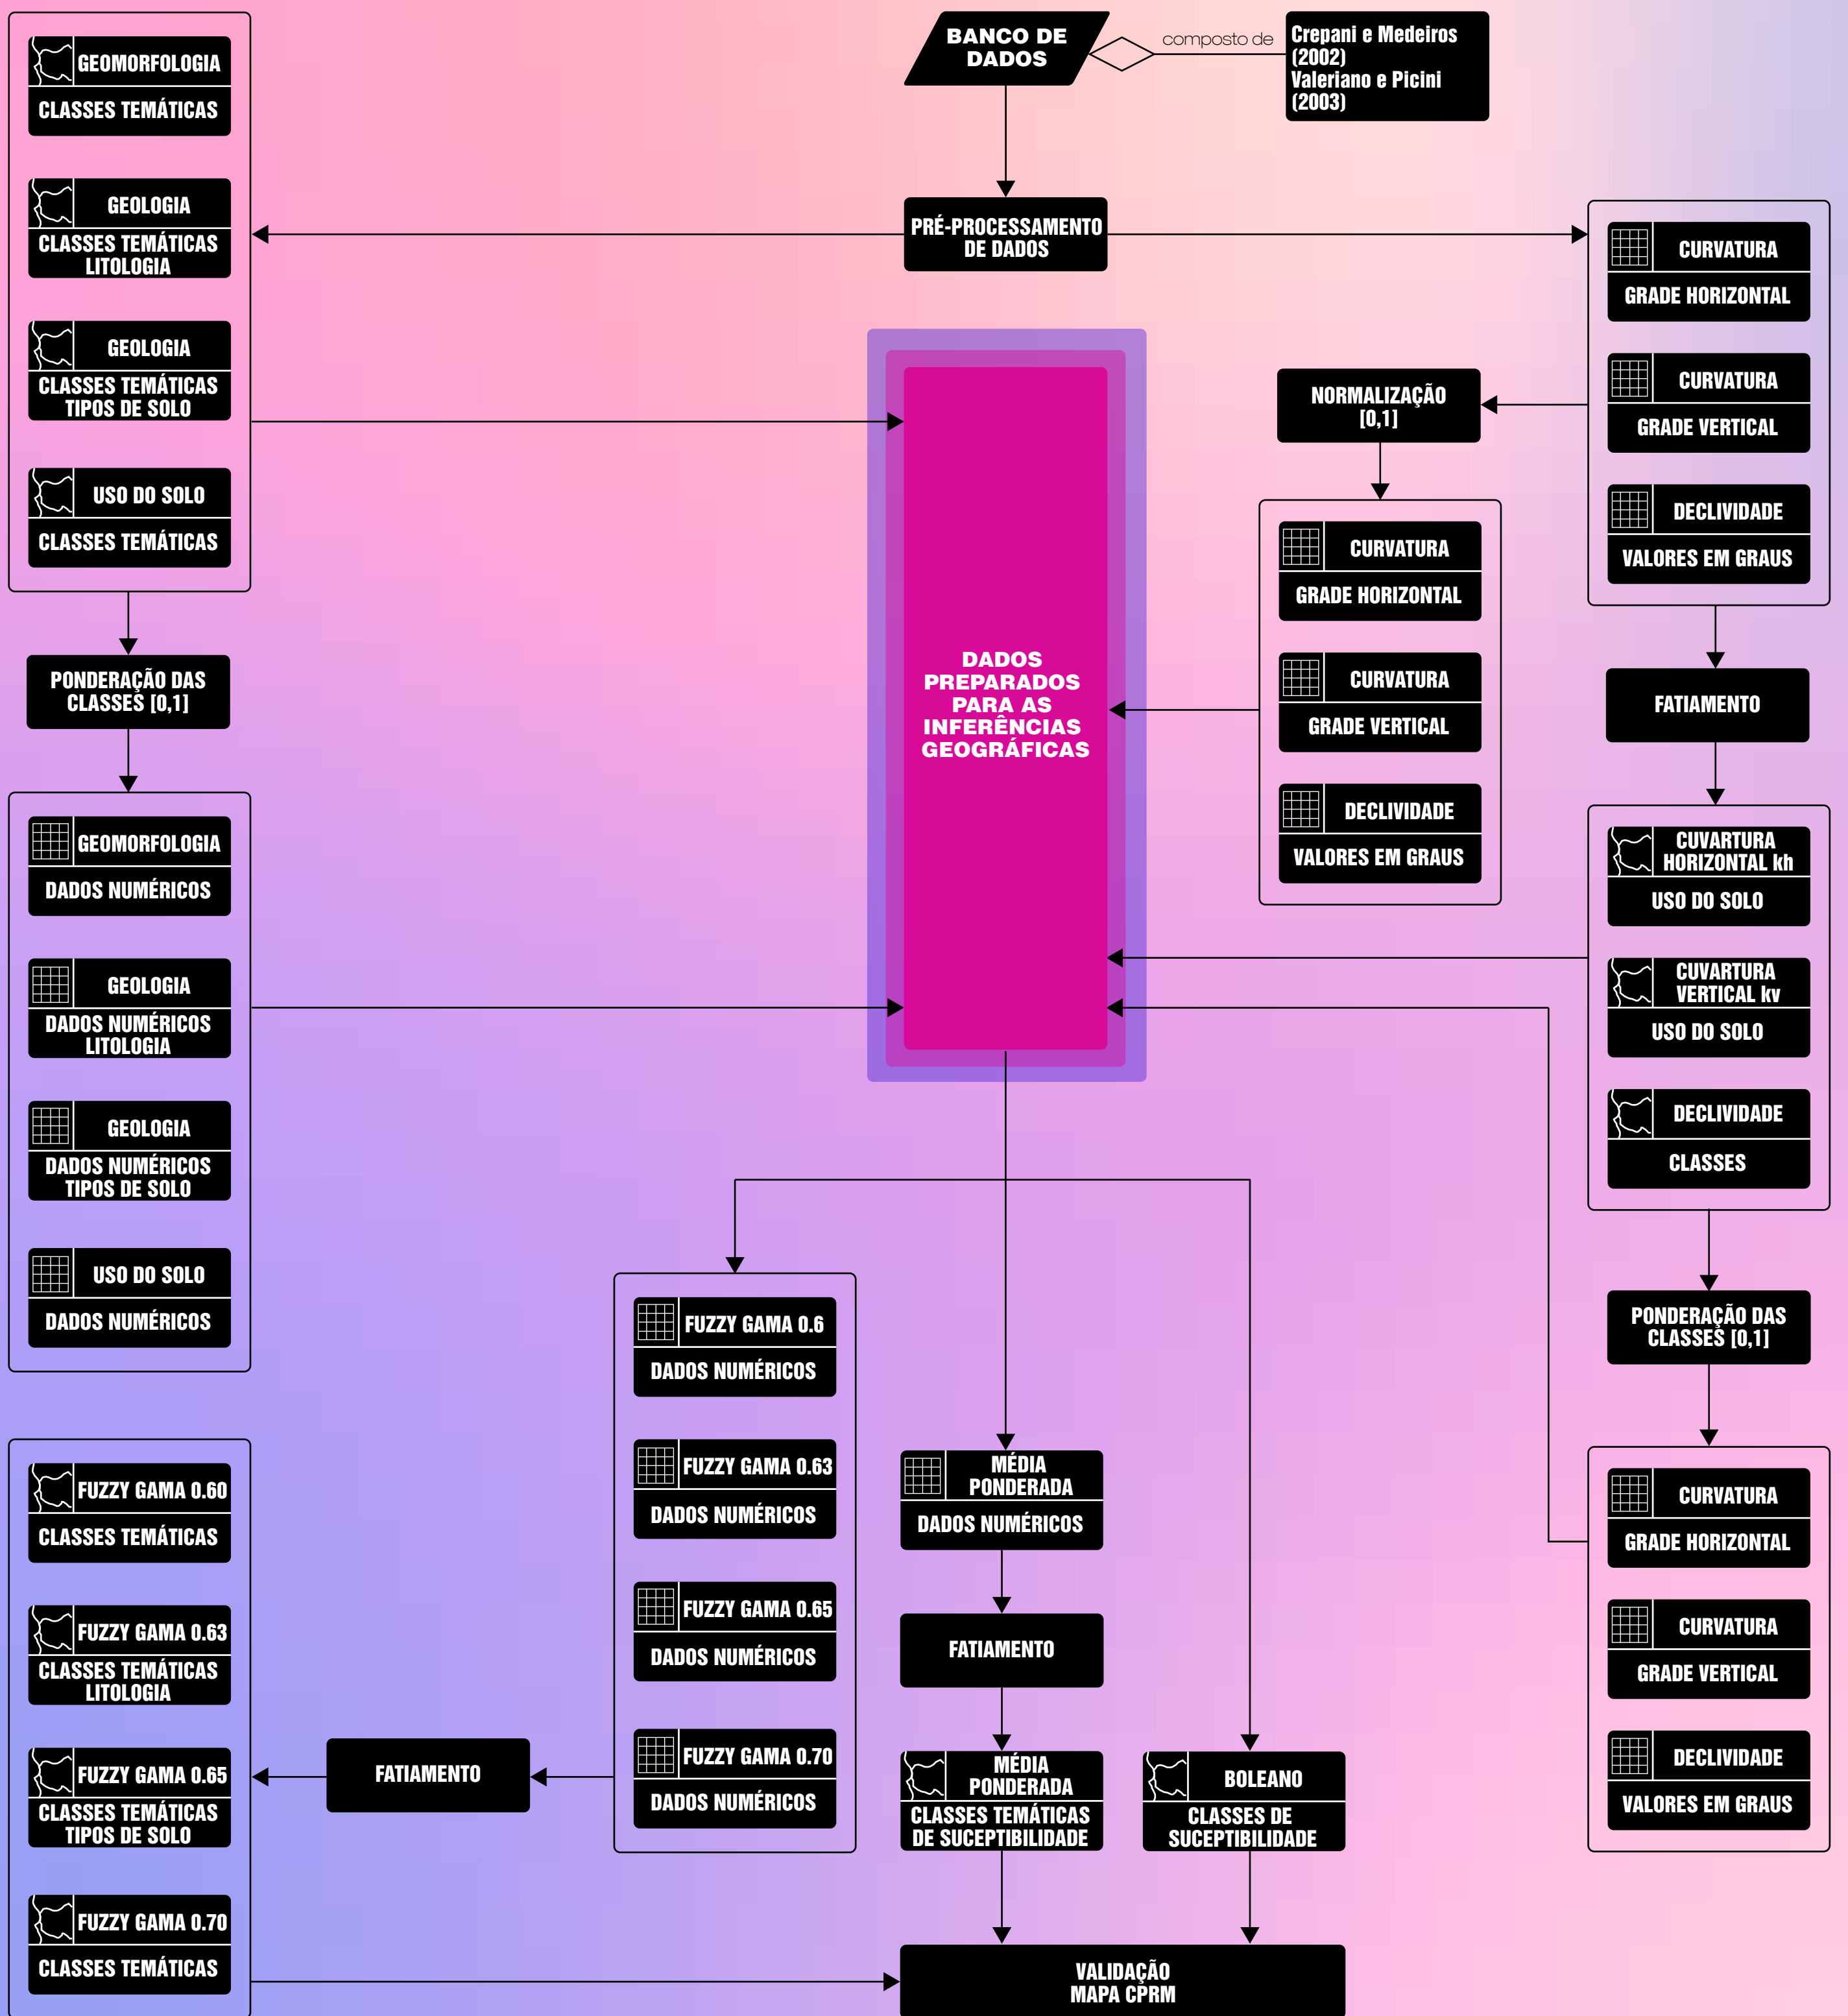 BANCO DE
DADOS
composto de
Crepani e Medeiros
(2002)
Valeriano e Picini
(2003)
PRÉ-PROCESSAMENTO
DE DADOS
GEOMORFOLOGIA
CLASSES TEMÁTICAS
GEOLOGIA
CLASSES TEMÁTICAS
LITOLOGIA
GEOLOGIA
CLASSES TEMÁTICAS
TIPOS DE SOLO
USO DO SOLO
CLASSES TEMÁTICAS
PONDERAÇÃO DAS
CLASSES [0,1]
GEOMORFOLOGIA
DADOS NUMÉRICOS
GEOLOGIA
DADOS NUMÉRICOS
LITOLOGIA
GEOLOGIA
DADOS NUMÉRICOS
TIPOS DE SOLO
USO DO SOLO
DADOS NUMÉRICOS
CURVATURA
GRADE HORIZONTAL
CURVATURA
GRADE VERTICAL
DECLIVIDADE
VALORES EM GRAUS
NORMALIZAÇÃO
[0,1]
CURVATURA
GRADE HORIZONTAL
CURVATURA
GRADE VERTICAL
DECLIVIDADE
VALORES EM GRAUS
FATIAMENTO
CUVARTURA
HORIZONTAL kh
USO DO SOLO
CUVARTURA
VERTICAL kv
USO DO SOLO
DECLIVIDADE
CLASSES
PONDERAÇÃO DAS
CLASSES [0,1]
CURVATURA
GRADE HORIZONTAL
CURVATURA
GRADE VERTICAL
DECLIVIDADE
VALORES EM GRAUS
DADOS
PREPARADOS
PARA AS
INFERÊNCIAS
GEOGRÁFICAS
FUZZY GAMA 0.6
DADOS NUMÉRICOS
FUZZY GAMA 0.63
DADOS NUMÉRICOS
FUZZY GAMA 0.65
DADOS NUMÉRICOS
FUZZY GAMA 0.70
DADOS NUMÉRICOS
FATIAMENTO
FUZZY GAMA 0.60
CLASSES TEMÁTICAS
FUZZY GAMA 0.63
CLASSES TEMÁTICAS
LITOLOGIA
FUZZY GAMA 0.65
CLASSES TEMÁTICAS
TIPOS DE SOLO
FUZZY GAMA 0.70
CLASSES TEMÁTICAS
MÉDIA
PONDERADA
DADOS NUMÉRICOS
FATIAMENTO
MÉDIA
PONDERADA
CLASSES TEMÁTICAS
DE SUCEPTIBILIDADE
BOLEANO
CLASSES DE
SUCEPTIBILIDADE
VALIDAÇÃO
MAPA CPRM